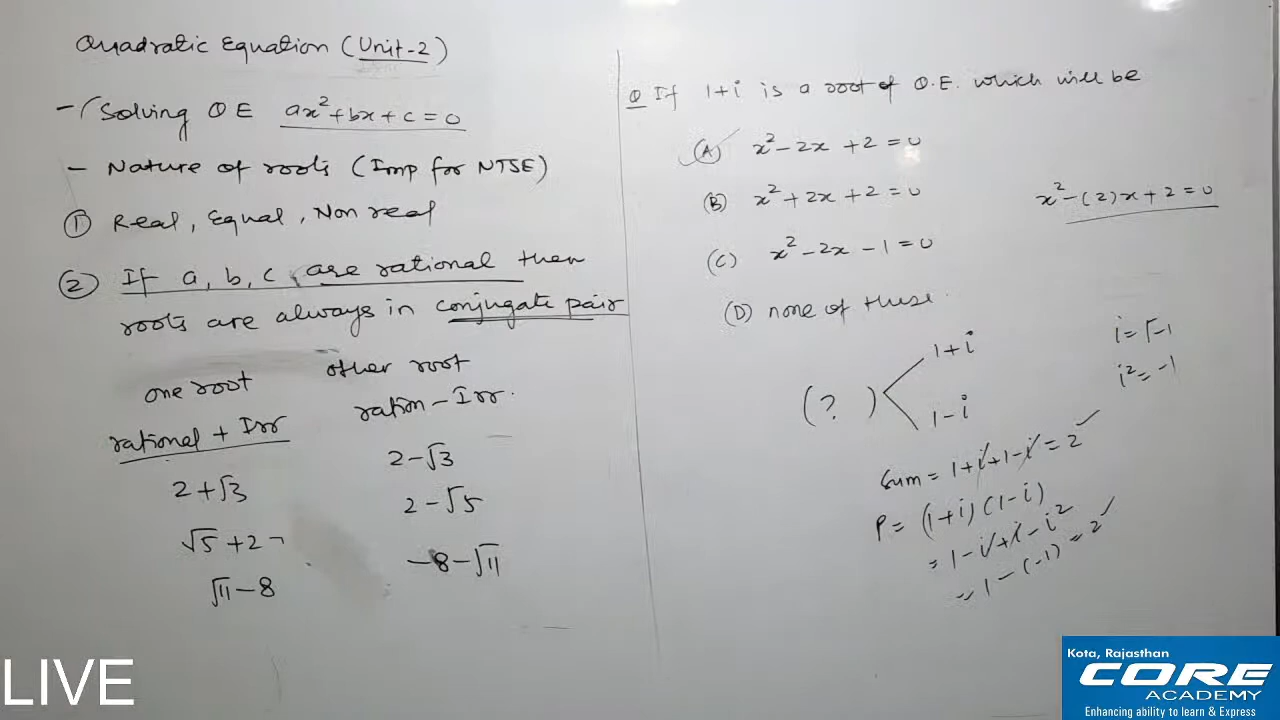 Quadratic Equation (Unit-2)
- Solving QE ax²+bx+c=0
- Nature of roots (Imp for NTSE)
① Real, Equal, Non real
② If a, b, c are rational then
roots are always in conjugate pair
one root other root
rational + Irr ration - Irr.
2+√3 2-√3
√5+2 2-√5
√11-8 -8-√11
Q If 1+i is a root of Q.E. which will be
(A) x²-2x+2=0
(B) x²+2x+2=0
x²-(2)x+2=0
(C) x²-2x-1=0
(D) none of these.
(?) 1+i
1-i
i=√-1
i²=-1
Sum = 1+i+1-i = 2 ✓
P = (1+i)(1-i)
= 1-i+i-i²
= 1-(-1) = 2 ✓
LIVE
Kota, Rajasthan
CORE
ACADEMY
Enhancing ability to learn & Express